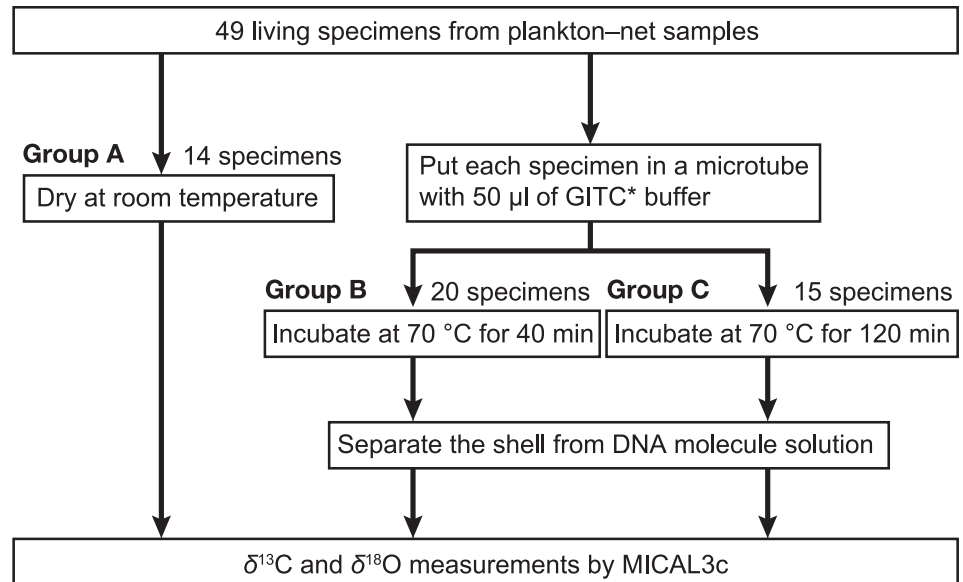 49 living specimens from plankton–net samples
Group A 14 specimens
Dry at room temperature
Put each specimen in a microtube
with 50 µl of GITC* buffer
Group B 20 specimens
Incubate at 70 °C for 40 min
Group C 15 specimens
Incubate at 70 °C for 120 min
Separate the shell from DNA molecule solution
δ¹³C and δ¹⁸O measurements by MICAL3c